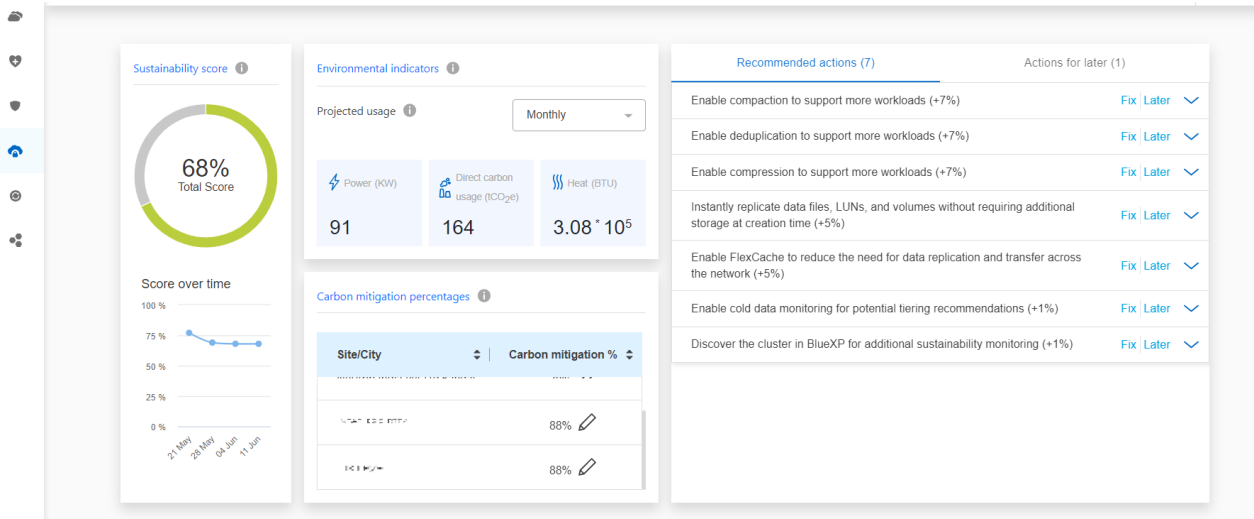 Sustainability score
68%
Total Score
Score over time
100 %
75 %
50 %
25 %
0 %
21 May
28 May
04 Jun
11 Jun
Environmental indicators
Projected usage
Monthly
Power (KW)
91
Direct carbon
usage (tCO2e)
164
Heat (BTU)
3.08 * 10⁵
Carbon mitigation percentages
Site/City
Carbon mitigation %
88%
88%
Recommended actions (7)
Actions for later (1)
Enable compaction to support more workloads (+7%)
Fix Later
Enable deduplication to support more workloads (+7%)
Fix Later
Enable compression to support more workloads (+7%)
Fix Later
Instantly replicate data files, LUNs, and volumes without requiring additional
storage at creation time (+5%)
Fix Later
Enable FlexCache to reduce the need for data replication and transfer across
the network (+5%)
Fix Later
Enable cold data monitoring for potential tiering recommendations (+1%)
Fix Later
Discover the cluster in BlueXP for additional sustainability monitoring (+1%)
Fix Later